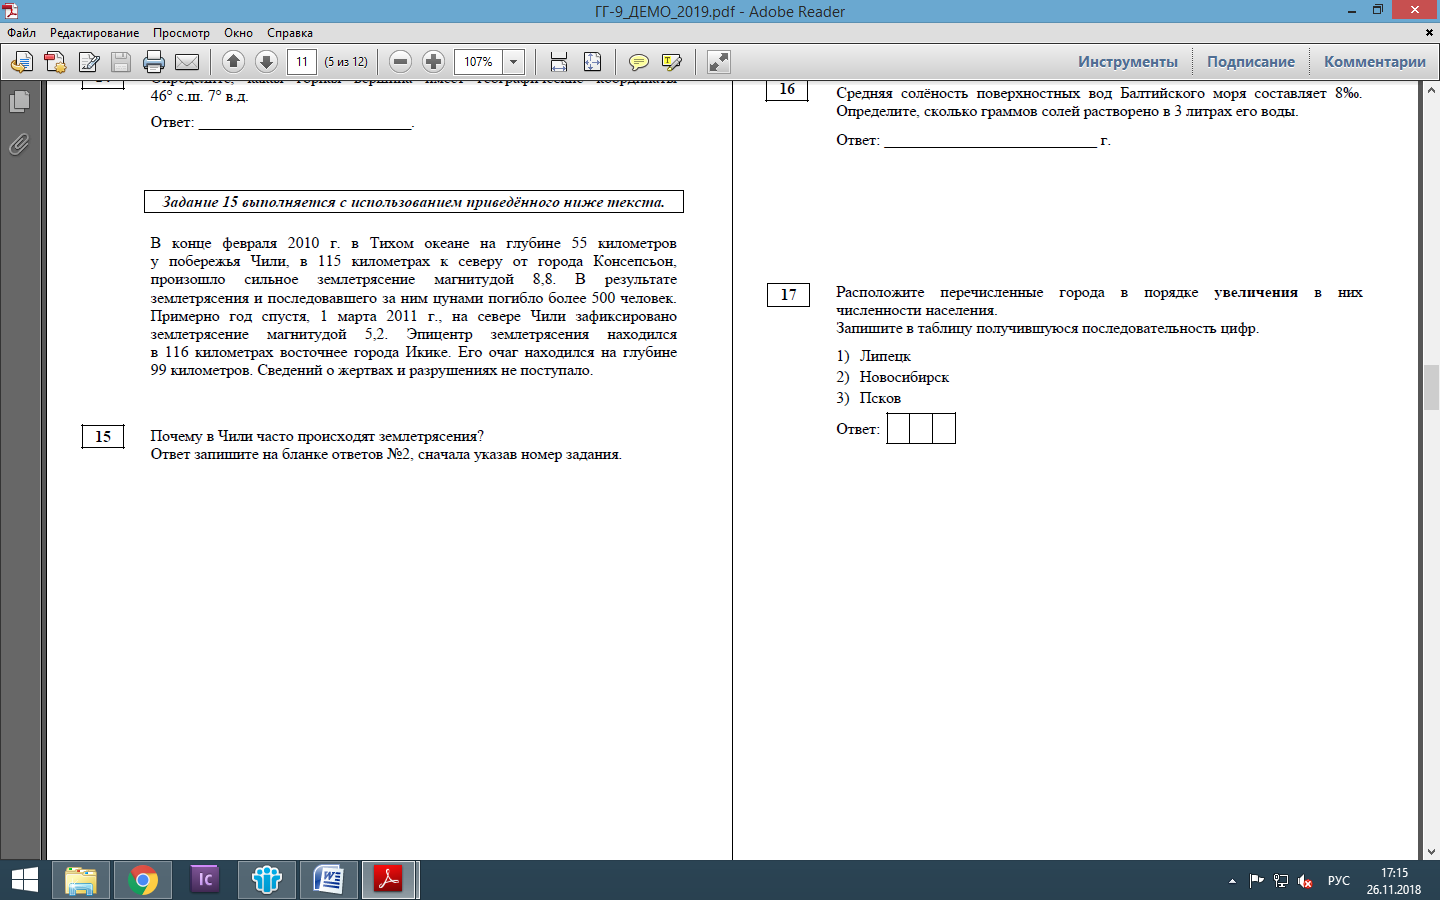 ГГ-9_ДЕМО_2019.pdf - Adobe Reader
Файл Редактирование Просмотр Окно Справка
11 (5 из 12) 107% Инструменты Подписание Комментарии
Определите, какая горная вершина имеет географические координаты
46° с.ш. 7° в.д.
Ответ: ___________________________.
Задание 15 выполняется с использованием приведённого ниже текста.
В конце февраля 2010 г. в Тихом океане на глубине 55 километров
у побережья Чили, в 115 километрах к северу от города Консепсьон,
произошло сильное землетрясение магнитудой 8,8. В результате
землетрясения и последовавшего за ним цунами погибло более 500 человек.
Примерно год спустя, 1 марта 2011 г., на севере Чили зафиксировано
землетрясение магнитудой 5,2. Эпицентр землетрясения находился
в 116 километрах восточнее города Икике. Его очаг находился на глубине
99 километров. Сведений о жертвах и разрушениях не поступало.
15
Почему в Чили часто происходят землетрясения?
Ответ запишите на бланке ответов №2, сначала указав номер задания.
16
Средняя солёность поверхностных вод Балтийского моря составляет 8‰.
Определите, сколько граммов солей растворено в 3 литрах его воды.
Ответ: ___________________________ г.
17
Расположите перечисленные города в порядке увеличения в них
численности населения.
Запишите в таблицу получившуюся последовательность цифр.
1) Липецк
2) Новосибирск
3) Псков
Ответ:
Ic
W
РУС
17:15
26.11.2018